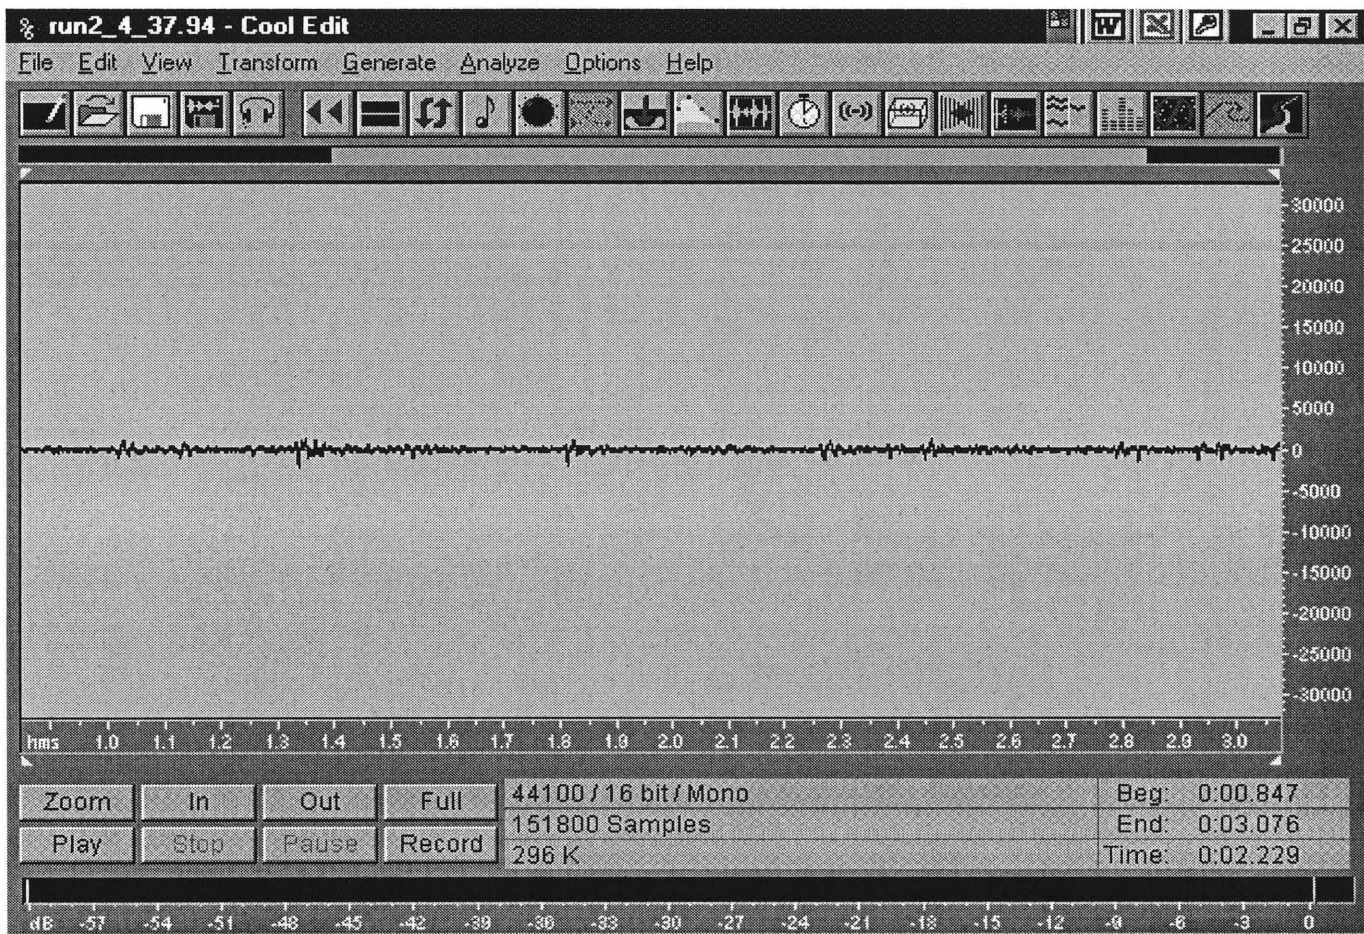 run2_4_37.94 - Cool Edit
File Edit View Transform Generate Analyze Options Help
30000
25000
20000
15000
10000
5000
0
-5000
-10000
-15000
-20000
-25000
-30000
hms 1.0 1.1 1.2 1.3 1.4 1.5 1.6 1.7 1.8 1.9 2.0 2.1 2.2 2.3 2.4 2.5 2.6 2.7 2.8 2.9 3.0
Zoom In Out Full
Play Stop Pause Record
44100 / 16 bit / Mono
151800 Samples
296 K
Beg: 0:00.847
End: 0:03.076
Time: 0:02.229
dB -57 -54 -51 -48 -45 -42 -39 -36 -33 -30 -27 -24 -21 -18 -15 -12 -9 -6 -3 0